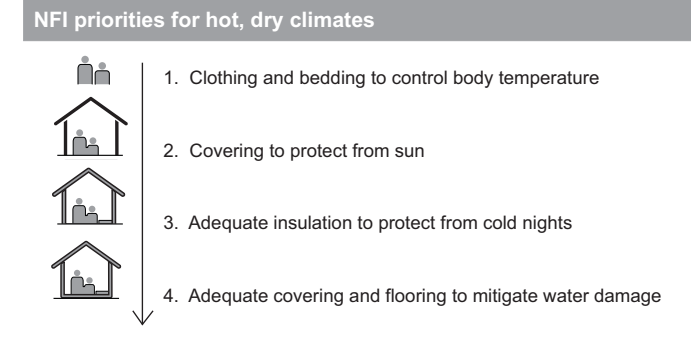 NFI priorities for hot, dry climates
1. Clothing and bedding to control body temperature
2. Covering to protect from sun
3. Adequate insulation to protect from cold nights
4. Adequate covering and flooring to mitigate water damage